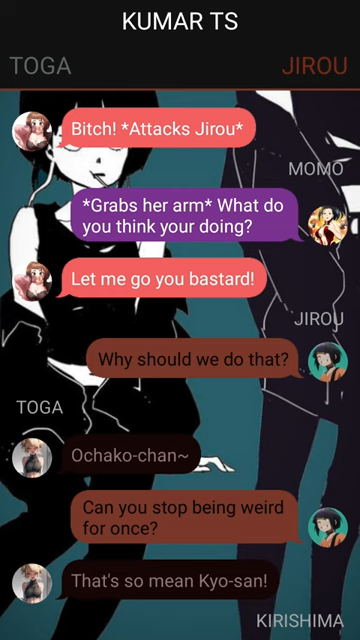 KUMAR TS
TOGA
JIROU
Bitch! *Attacks Jirou*
MOMO
*Grabs her arm* What do
you think your doing?
Let me go you bastard!
JIROU
Why should we do that?
TOGA
Ochako-chan~
Can you stop being weird
for once?
That's so mean Kyo-san!
KIRISHIMA